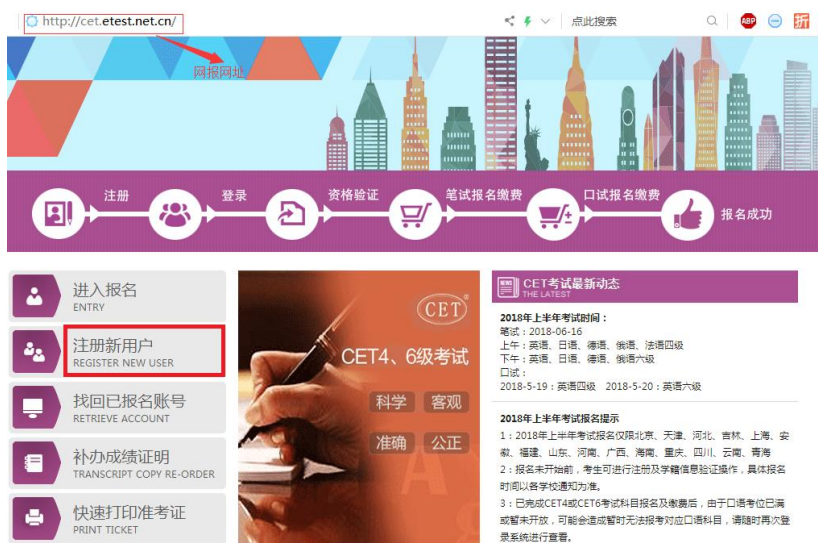 http://cet.etest.net.cn/
点此搜索
ABP
折
网报网址
注册
登录
资格验证
笔试报名缴费
口试报名缴费
报名成功
进入报名
ENTRY
注册新用户
REGISTER NEW USER
找回已报名账号
RETRIEVE ACCOUNT
补办成绩证明
TRANSCRIPT COPY RE-ORDER
快速打印准考证
PRINT TICKET
CET®
CET4、6级考试
科学 客观
准确 公正
CET考试最新动态
THE LATEST
2018年上半年考试时间：
笔试：2018-06-16
上午：英语、日语、德语、俄语、法语四级
下午：英语、日语、德语、俄语六级
口试：
2018-5-19：英语四级 2018-5-20：英语六级
2018年上半年考试报名提示
1：2018上半年考试报名仅限北京、天津、河北、吉林、上海、安
徽、福建、山东、河南、广西、海南、重庆、四川、云南、青海
2：报名未开始前，考生可进行注册及学籍信息验证操作，具体报名
时间以各学校通知为准。
3：已完成CET4或CET6考试科目报名及缴费后，由于口语考位已满
或暂未开放，可能会造成暂时无法报考对应口语科目，请随时再次登
录系统进行查看。